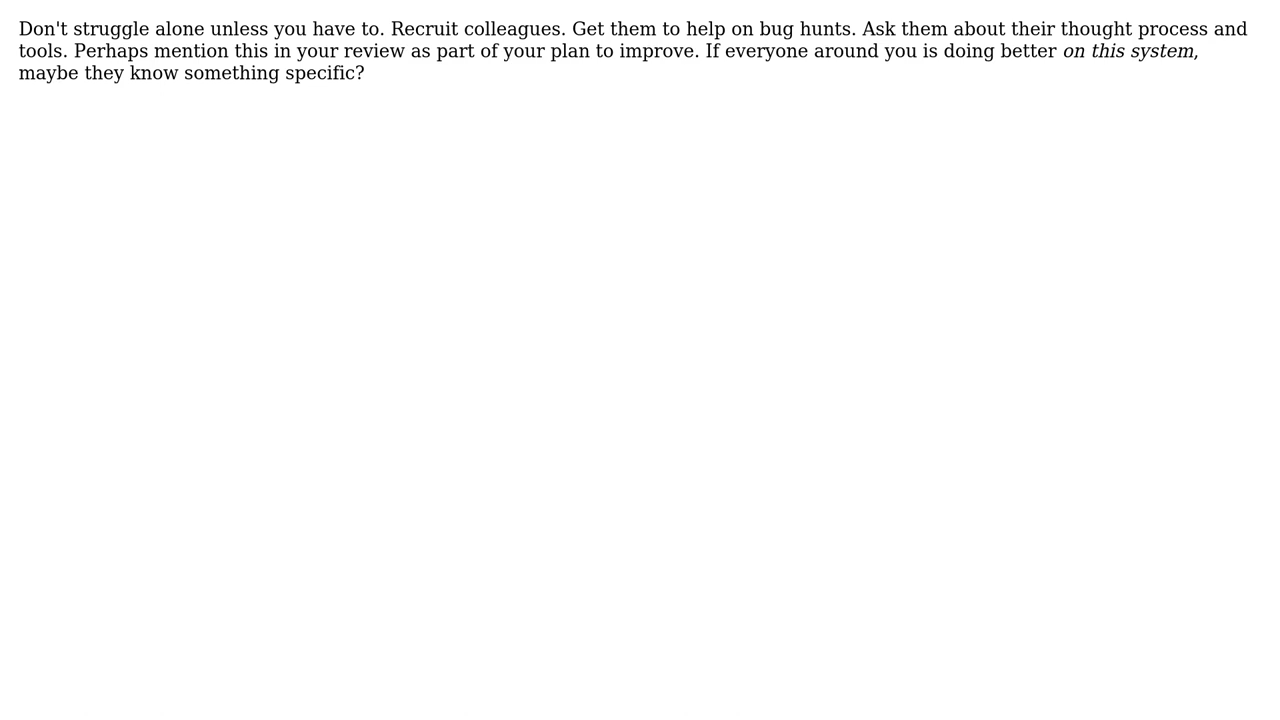 Don't struggle alone unless you have to. Recruit colleagues. Get them to help on bug hunts. Ask them about their thought process and
tools. Perhaps mention this in your review as part of your plan to improve. If everyone around you is doing better on this system,
maybe they know something specific?